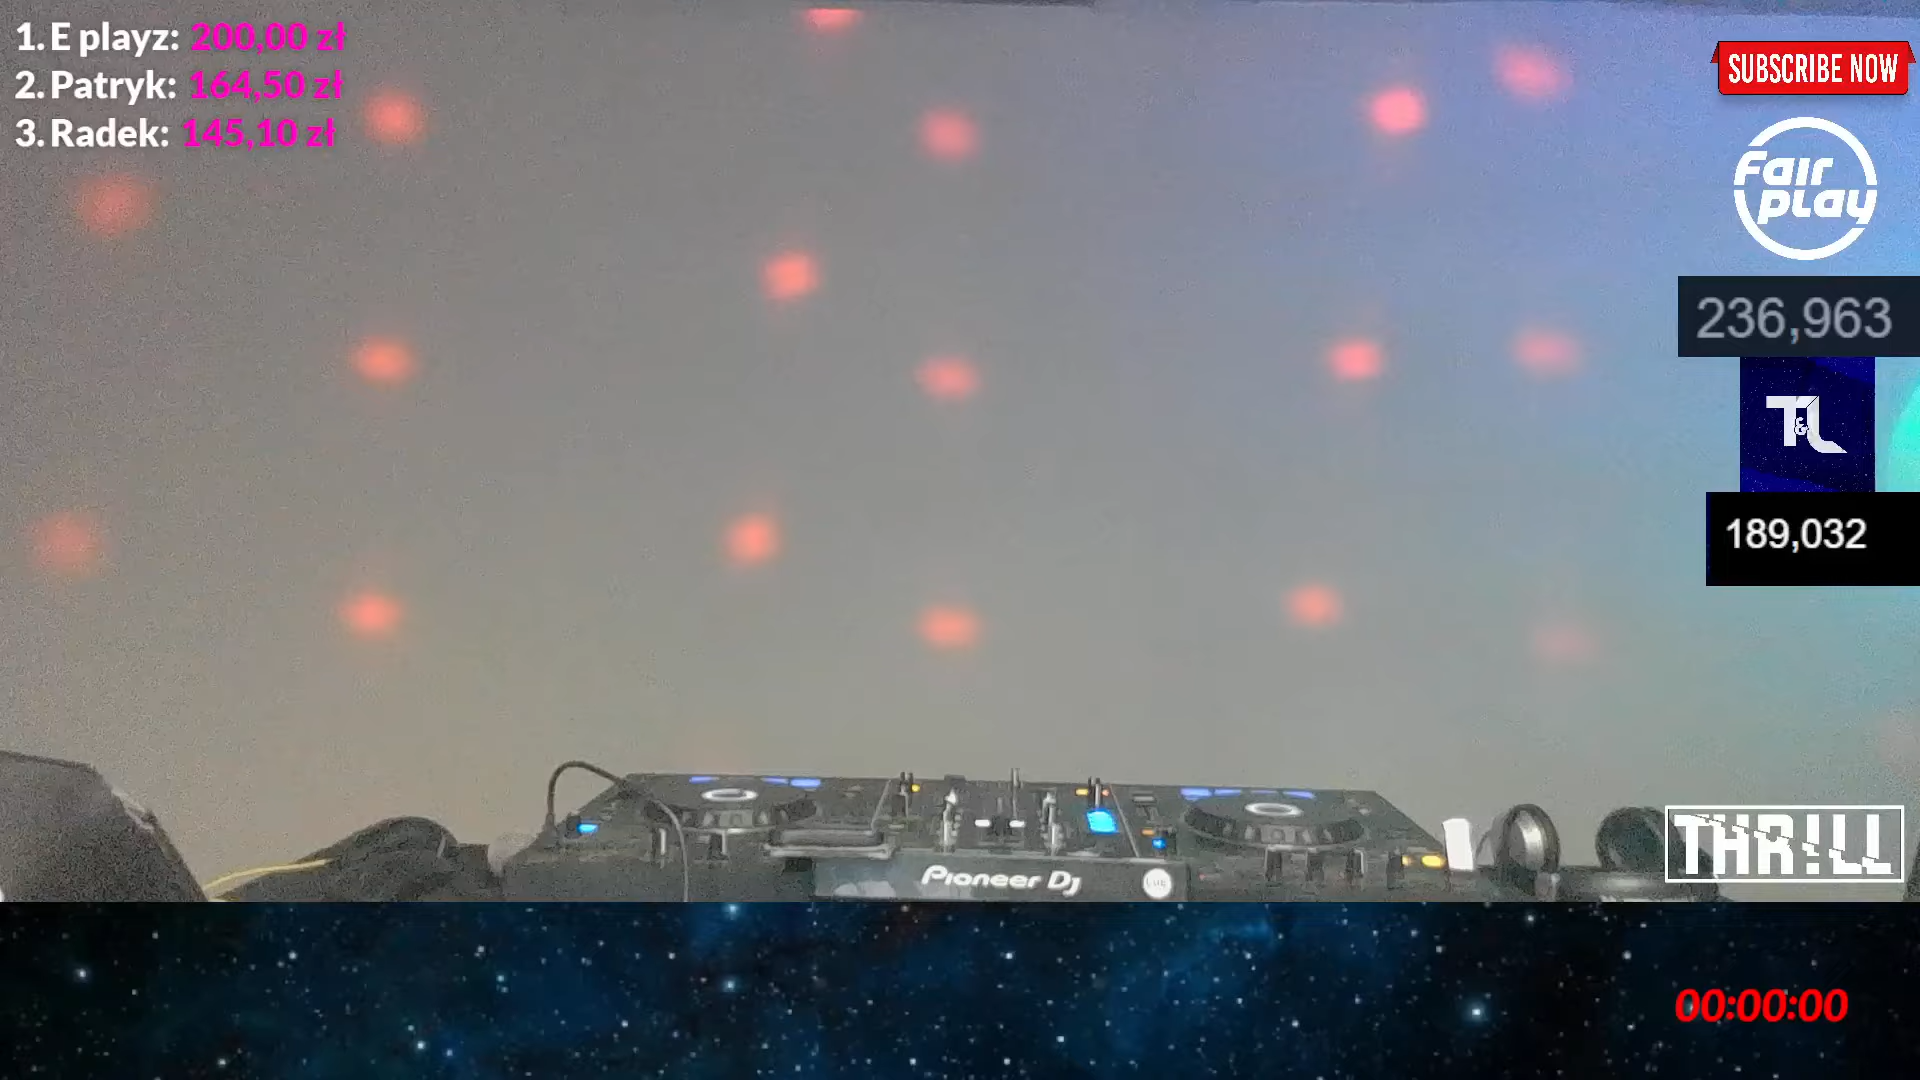 1. E playz: 200,00 zł
2. Patryk: 164,50 zł
3. Radek: 145,10 zł
SUBSCRIBE NOW
Fair play
236,963
T&L
189,032
THR!LL
Pioneer Dj
00:00:00